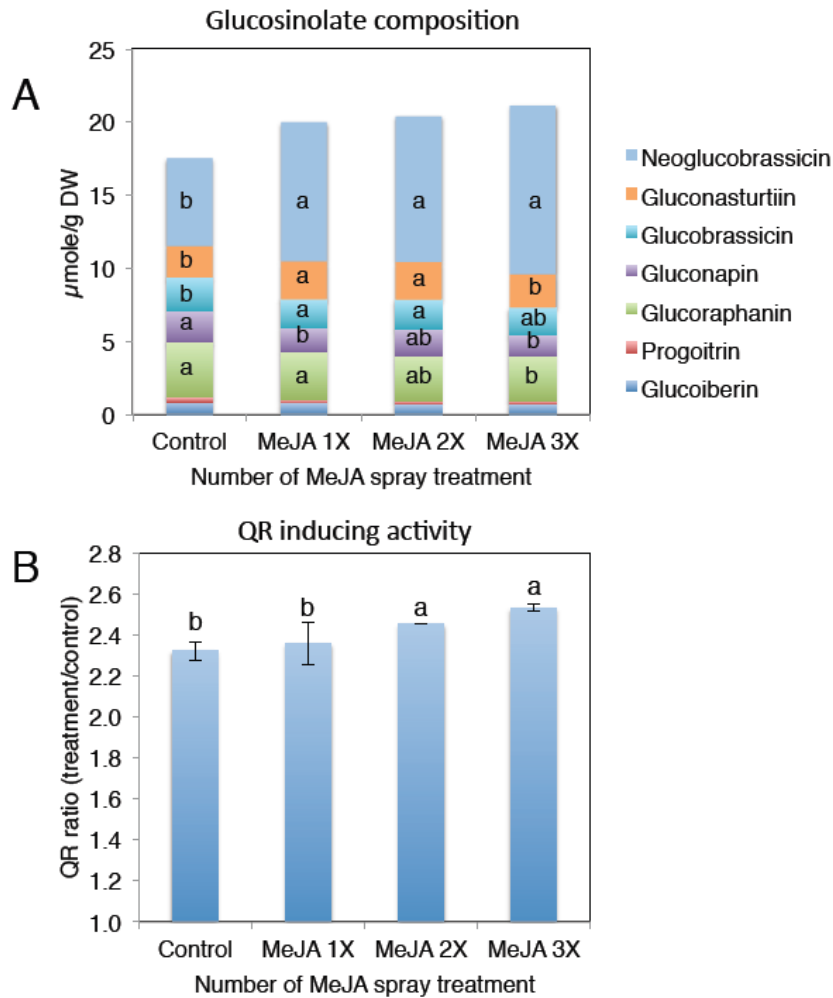 Glucosinolate composition
A
25
20
15
10
5
0
µmole/g DW
b
a
a
a
b
a
a
b
b
a
a
ab
a
b
ab
b
a
a
ab
b
Control MeJA 1X MeJA 2X MeJA 3X
Number of MeJA spray treatment
Neoglucobrassicin
Gluconasturtiin
Glucobrassicin
Gluconapin
Glucoraphanin
Progoitrin
Glucoiberin
QR inducing activity
B
2.8
2.6
2.4
2.2
2.0
1.8
1.6
1.4
1.2
1.0
QR ratio (treatment/control)
b b a a
Control MeJA 1X MeJA 2X MeJA 3X
Number of MeJA spray treatment